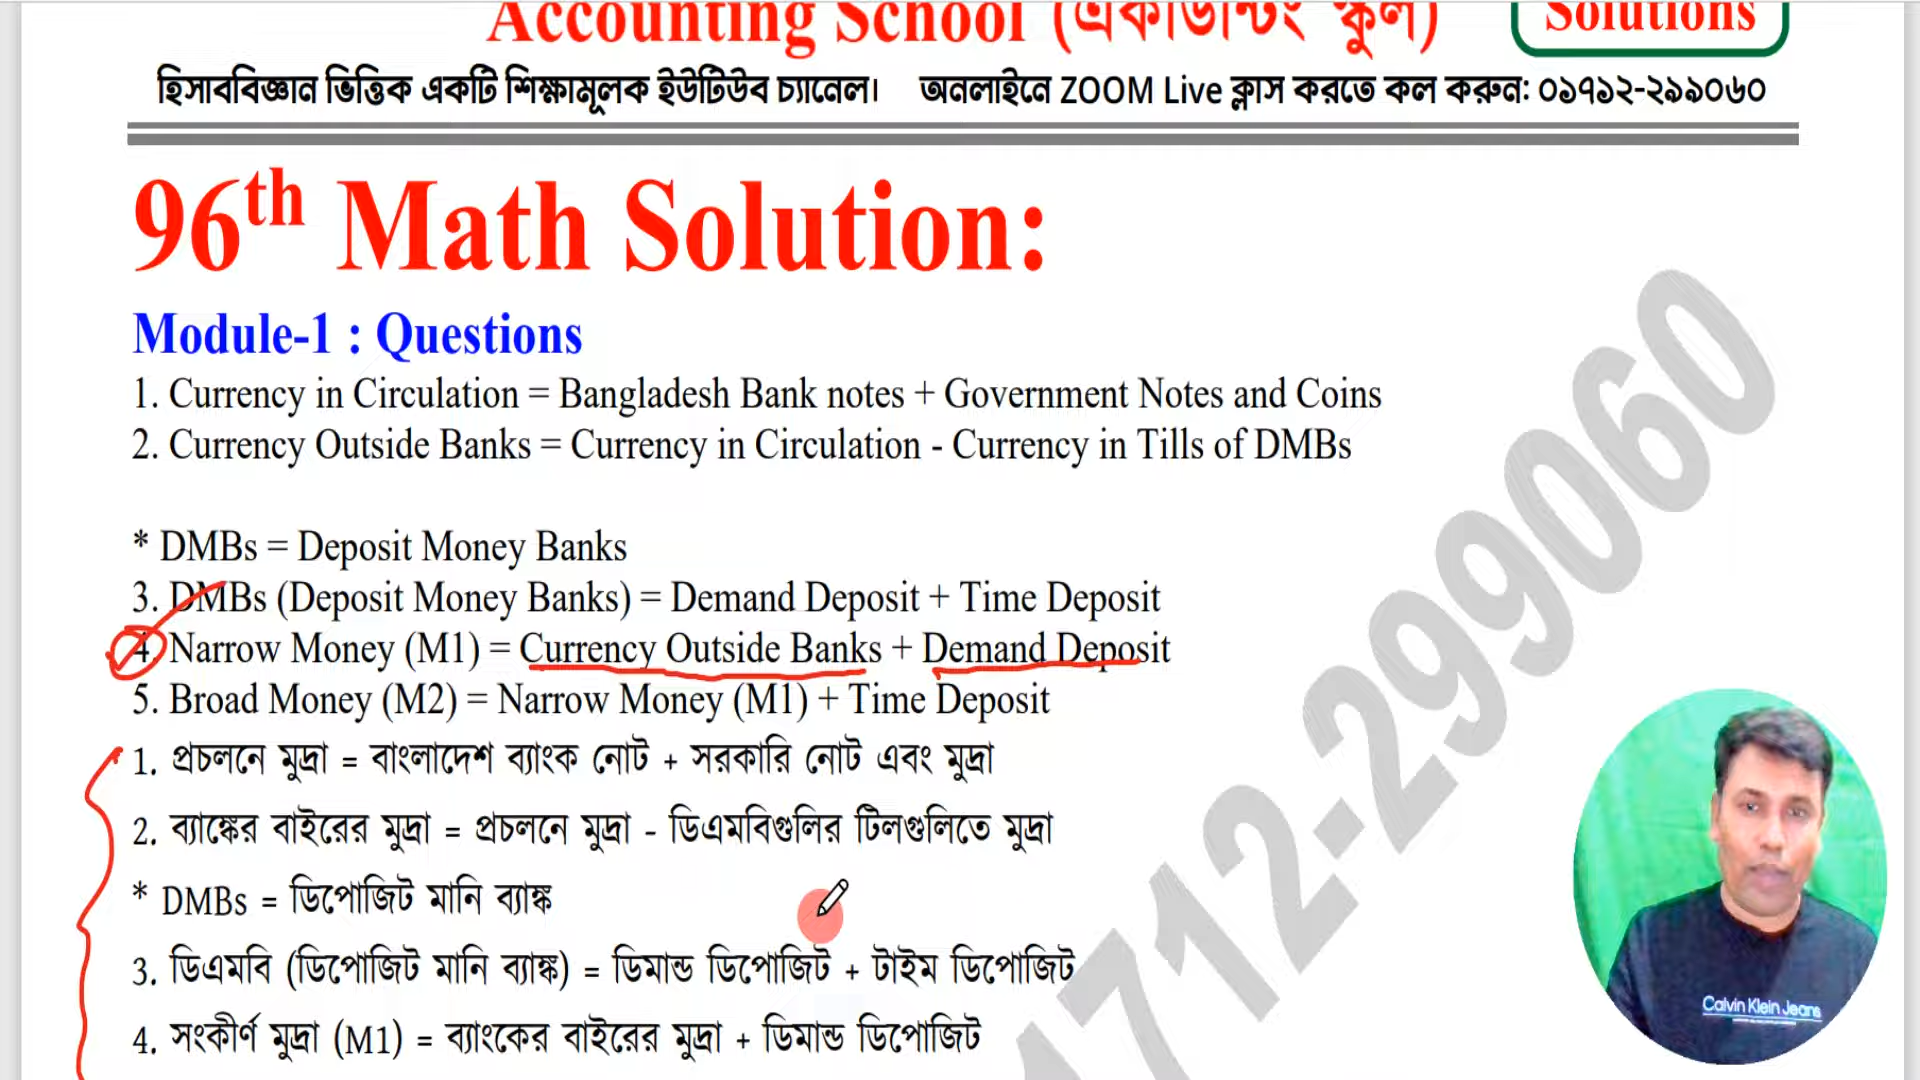 Accounting School (একাউন্টিং স্কুল)
Solutions
হিসাববিজ্ঞান ভিত্তিক একটি শিক্ষামূলক ইউটিউব চ্যানেল। অনলাইনে ZOOM Live ক্লাস করতে কল করুন: ০১৭১২-২৯৯০৬০
96th Math Solution:
Module-1 : Questions
1. Currency in Circulation = Bangladesh Bank notes + Government Notes and Coins
2. Currency Outside Banks = Currency in Circulation - Currency in Tills of DMBs
* DMBs = Deposit Money Banks
3. DMBs (Deposit Money Banks) = Demand Deposit + Time Deposit
4. Narrow Money (M1) = Currency Outside Banks + Demand Deposit
5. Broad Money (M2) = Narrow Money (M1) + Time Deposit
1. প্রচলনে মুদ্রা = বাংলাদেশ ব্যাংক নোট + সরকারি নোট এবং মুদ্রা
2. ব্যাঙ্কের বাইরের মুদ্রা = প্রচলনে মুদ্রা - ডিএমবিগুলির টিলগুলিতে মুদ্রা
* DMBs = ডিপোজিট মানি ব্যাঙ্ক
3. ডিএমবি (ডিপোজিট মানি ব্যাঙ্ক) = ডিমান্ড ডিপোজিট + টাইম ডিপোজিট
4. সংকীর্ণ মুদ্রা (M1) = ব্যাংকের বাইরের মুদ্রা + ডিমান্ড ডিপোজিট
1712-299060
Calvin Klein Jeans